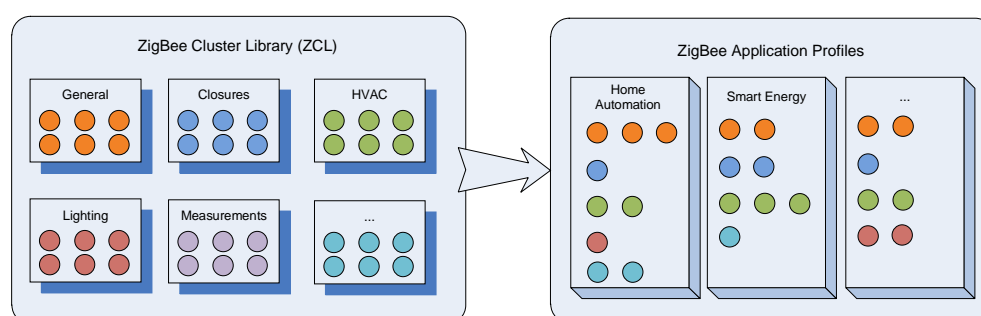 ZigBee Cluster Library (ZCL)
General
Closures
HVAC
Lighting
Measurements
...
ZigBee Application Profiles
Home
Automation
Smart Energy
...